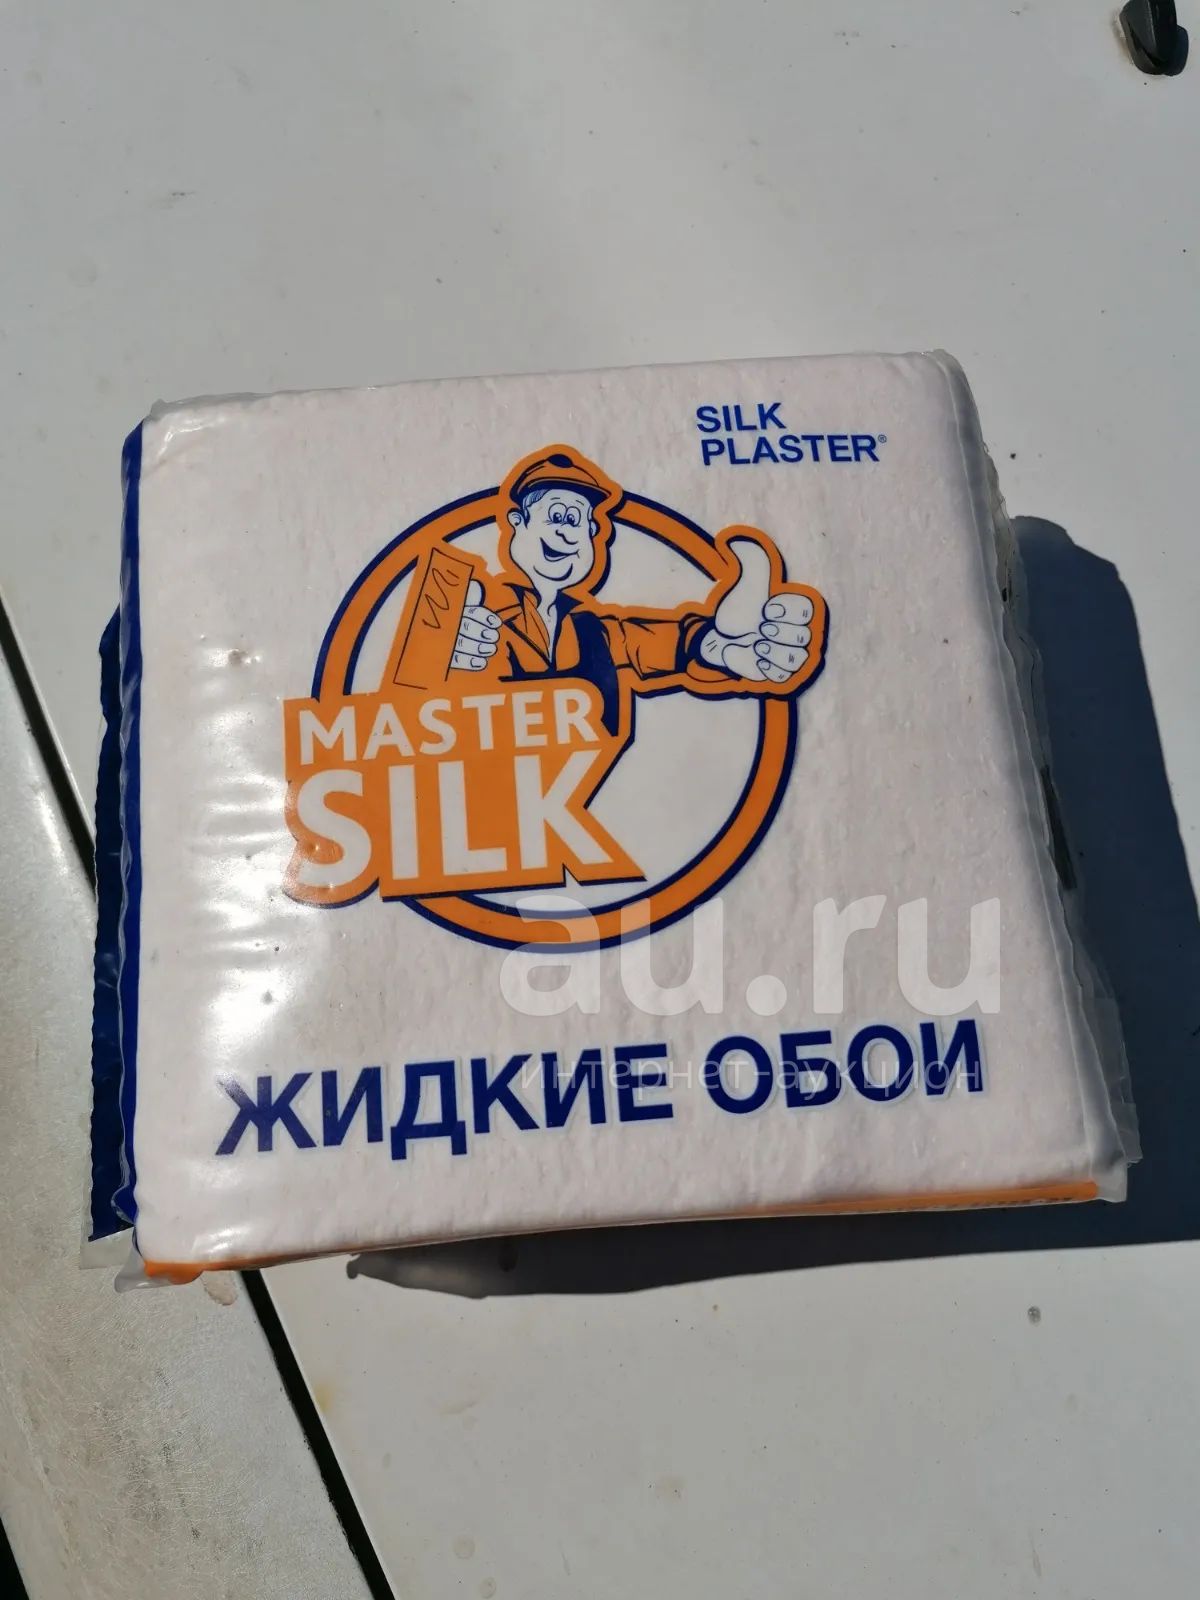 SILK
PLASTER®
MASTER
SILK
au.ru
интернет-аукцион
ЖИДКИЕ ОБОИ